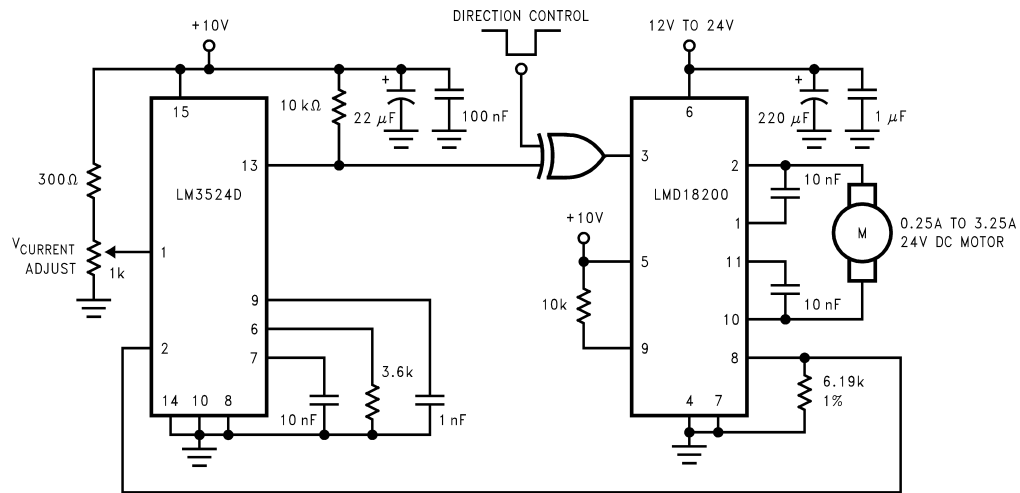 DIRECTION CONTROL
+10V
12V TO 24V
15
10 kΩ
+
22 μF
100 nF
6
+
220 μF
1 μF
13
3
2
10 nF
300Ω
LM3524D
LMD18200
1
M
0.25A TO 3.25A
24V DC MOTOR
+10V
VCURRENT
ADJUST
1k
1
5
11
10k
9
10 nF
6
10
2
7
9
8
3.6k
6.19k
1%
14
10
8
10 nF
1 nF
4
7